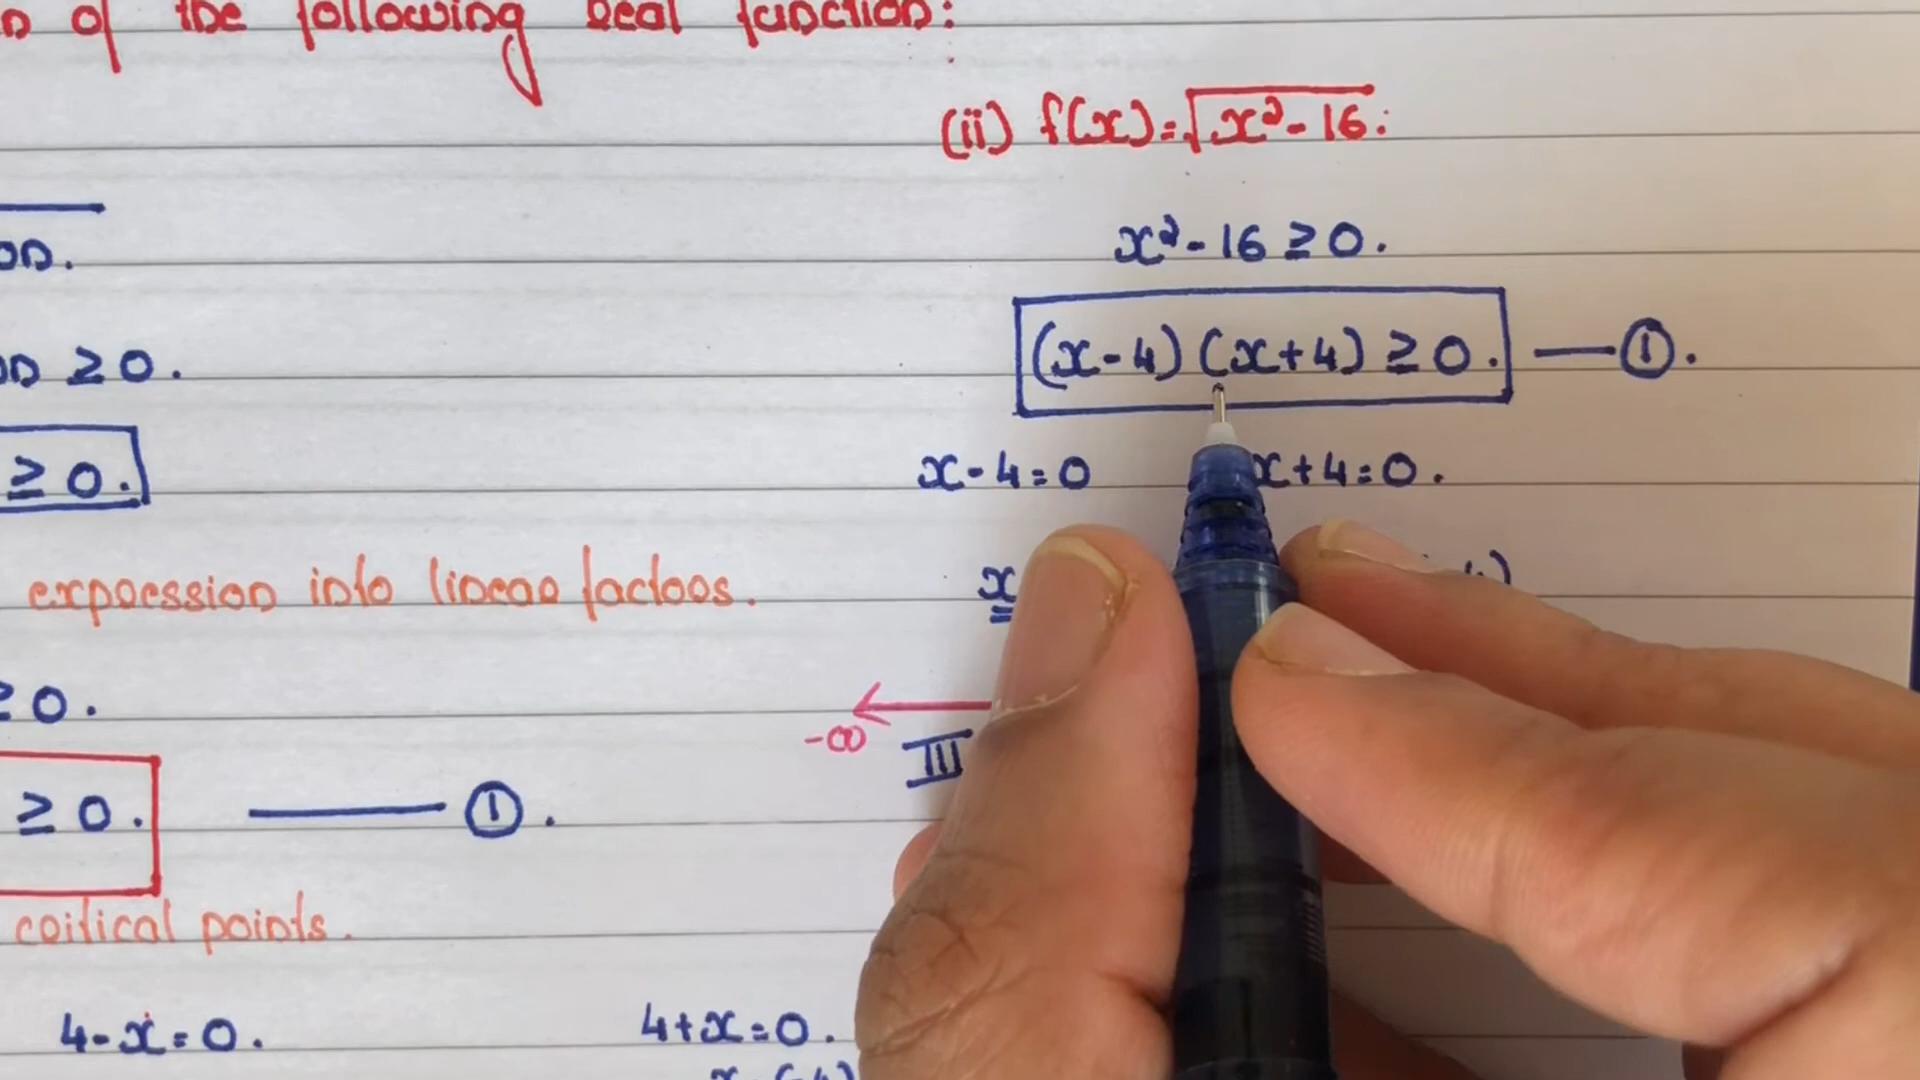 of the following real function:
(ii) f(x)=√x²-16.
x²-16≥0.
≥0.
(x-4)(x+4)≥0. —①.
≥0.
x-4=0 x+4=0.
expression into linear factors.
x
≥0.
-∞
III
≥0. —①.
critical points.
4-x=0. 4+x=0.